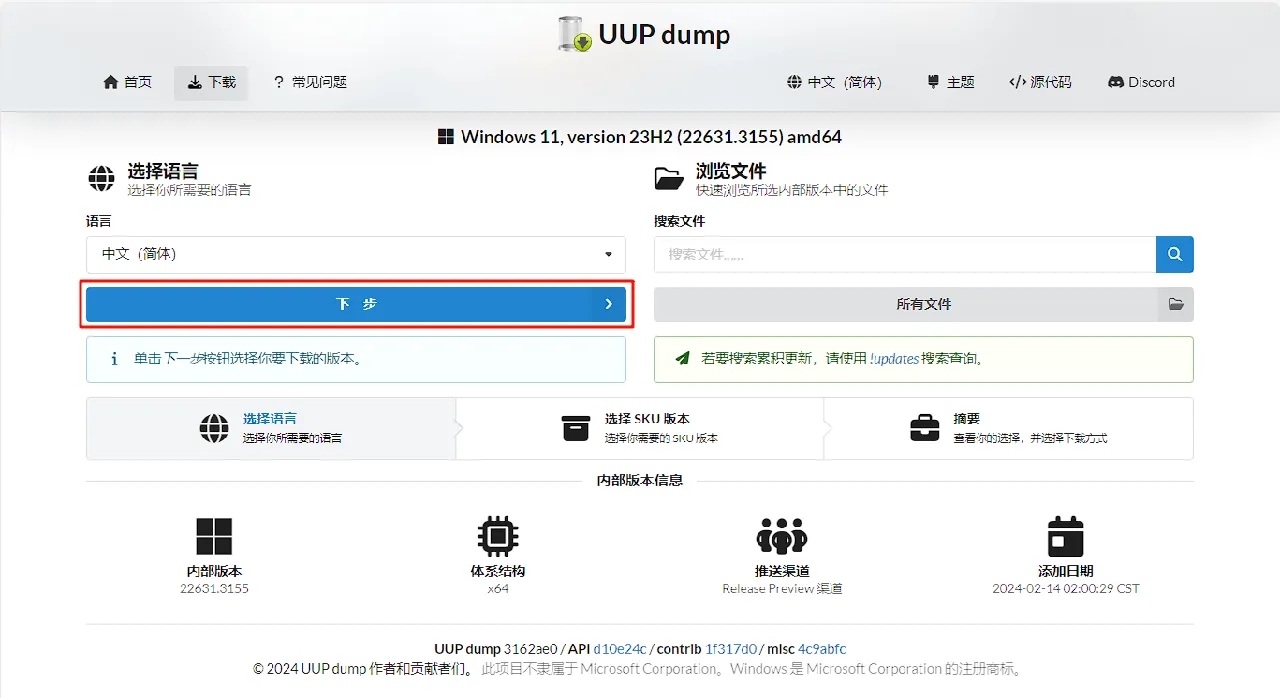 UUP dump
首页 下载 常见问题 中文（简体） 主题 源代码 Discord
Windows 11, version 23H2 (22631.3155) amd64
选择语言
选择你所需要的语言
语言
中文（简体）
下 步
单击下一步按钮选择你要下载的版本。
浏览文件
快速浏览所选内部版本中的文件
搜索文件
搜索文件……
所有文件
若要搜索累积更新，请使用 !updates 搜索查询。
选择语言
选择你所需要的语言
选择 SKU 版本
选择你需要的 SKU 版本
摘要
查看你的选择，并选择下载方式
内部版本信息
内部版本
22631.3155
体系结构
x64
推送渠道
Release Preview 渠道
添加日期
2024-02-14 02:00:29 CST
UUP dump 3162ae0 / API d10e24c / contrib 1f317d0 / misc 4c9abfc
© 2024 UUP dump 作者和贡献者们。 此项目不隶属于 Microsoft Corporation。Windows 是 Microsoft Corporation 的注册商标。